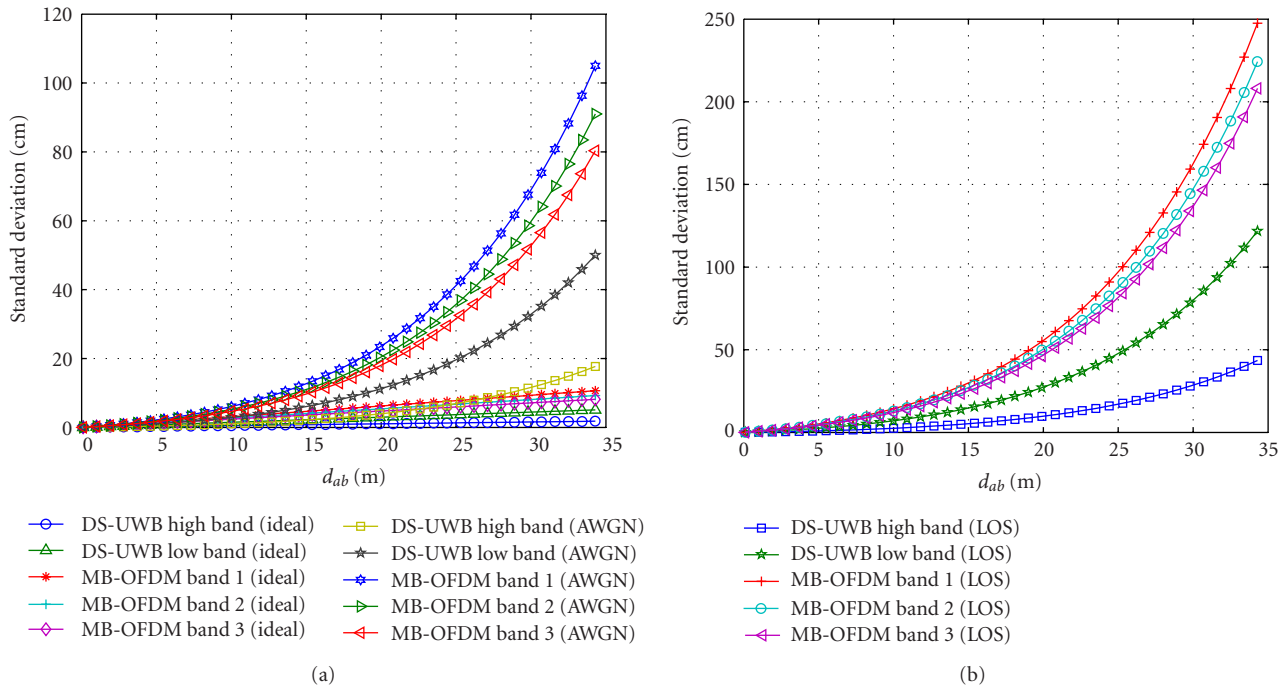 120
100
80
60
40
20
0
Standard deviation (cm)
0 5 10 15 20 25 30 35
d_ab (m)
DS-UWB high band (ideal)
DS-UWB low band (ideal)
MB-OFDM band 1 (ideal)
MB-OFDM band 2 (ideal)
MB-OFDM band 3 (ideal)
DS-UWB high band (AWGN)
DS-UWB low band (AWGN)
MB-OFDM band 1 (AWGN)
MB-OFDM band 2 (AWGN)
MB-OFDM band 3 (AWGN)
(a)
250
200
150
100
50
0
Standard deviation (cm)
0 5 10 15 20 25 30 35
d_ab (m)
DS-UWB high band (LOS)
DS-UWB low band (LOS)
MB-OFDM band 1 (LOS)
MB-OFDM band 2 (LOS)
MB-OFDM band 3 (LOS)
(b)